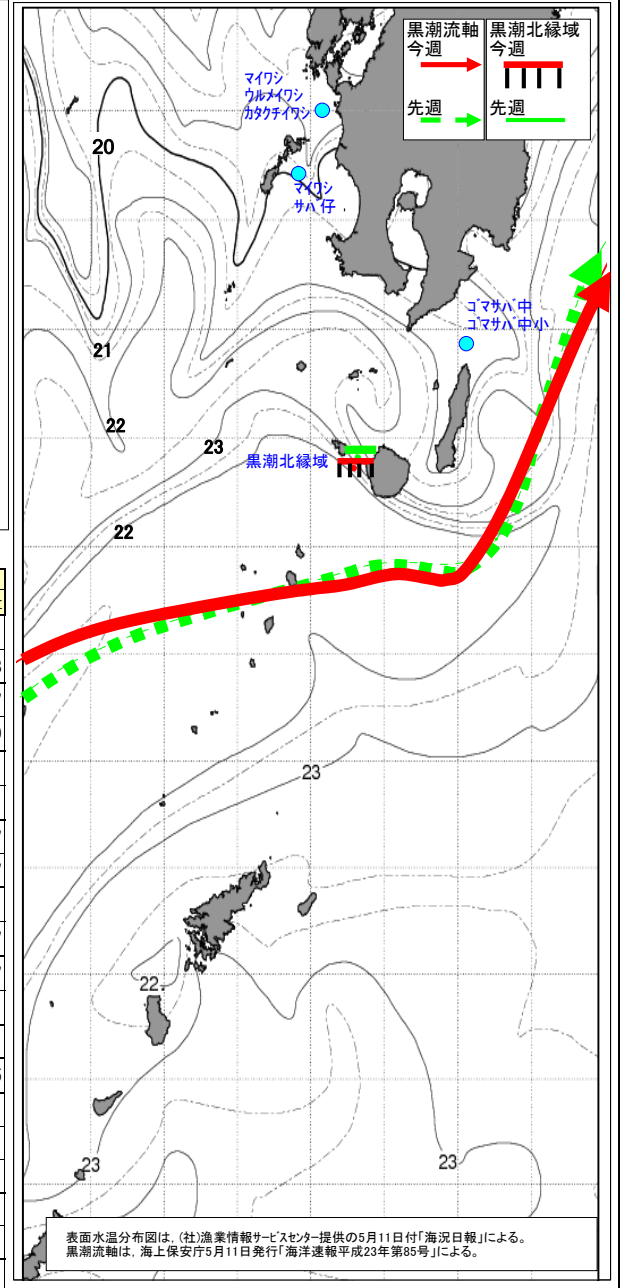 黒潮流軸
今週
先週
黒潮北縁域
今週
先週
マイワシ
ウルメイワシ
カタクチイワシ
20
マイワシ
サバ仔
ゴマサバ中
ゴマサバ中小
21
22
23
黒潮北縁域
22
23
22
23
23
表面水温分布図は，(社)漁業情報サービスセンター提供の5月11日付「海況日報」による。
黒潮流軸は，海上保安庁5月11日発行「海洋速報平成23年第85号」による。